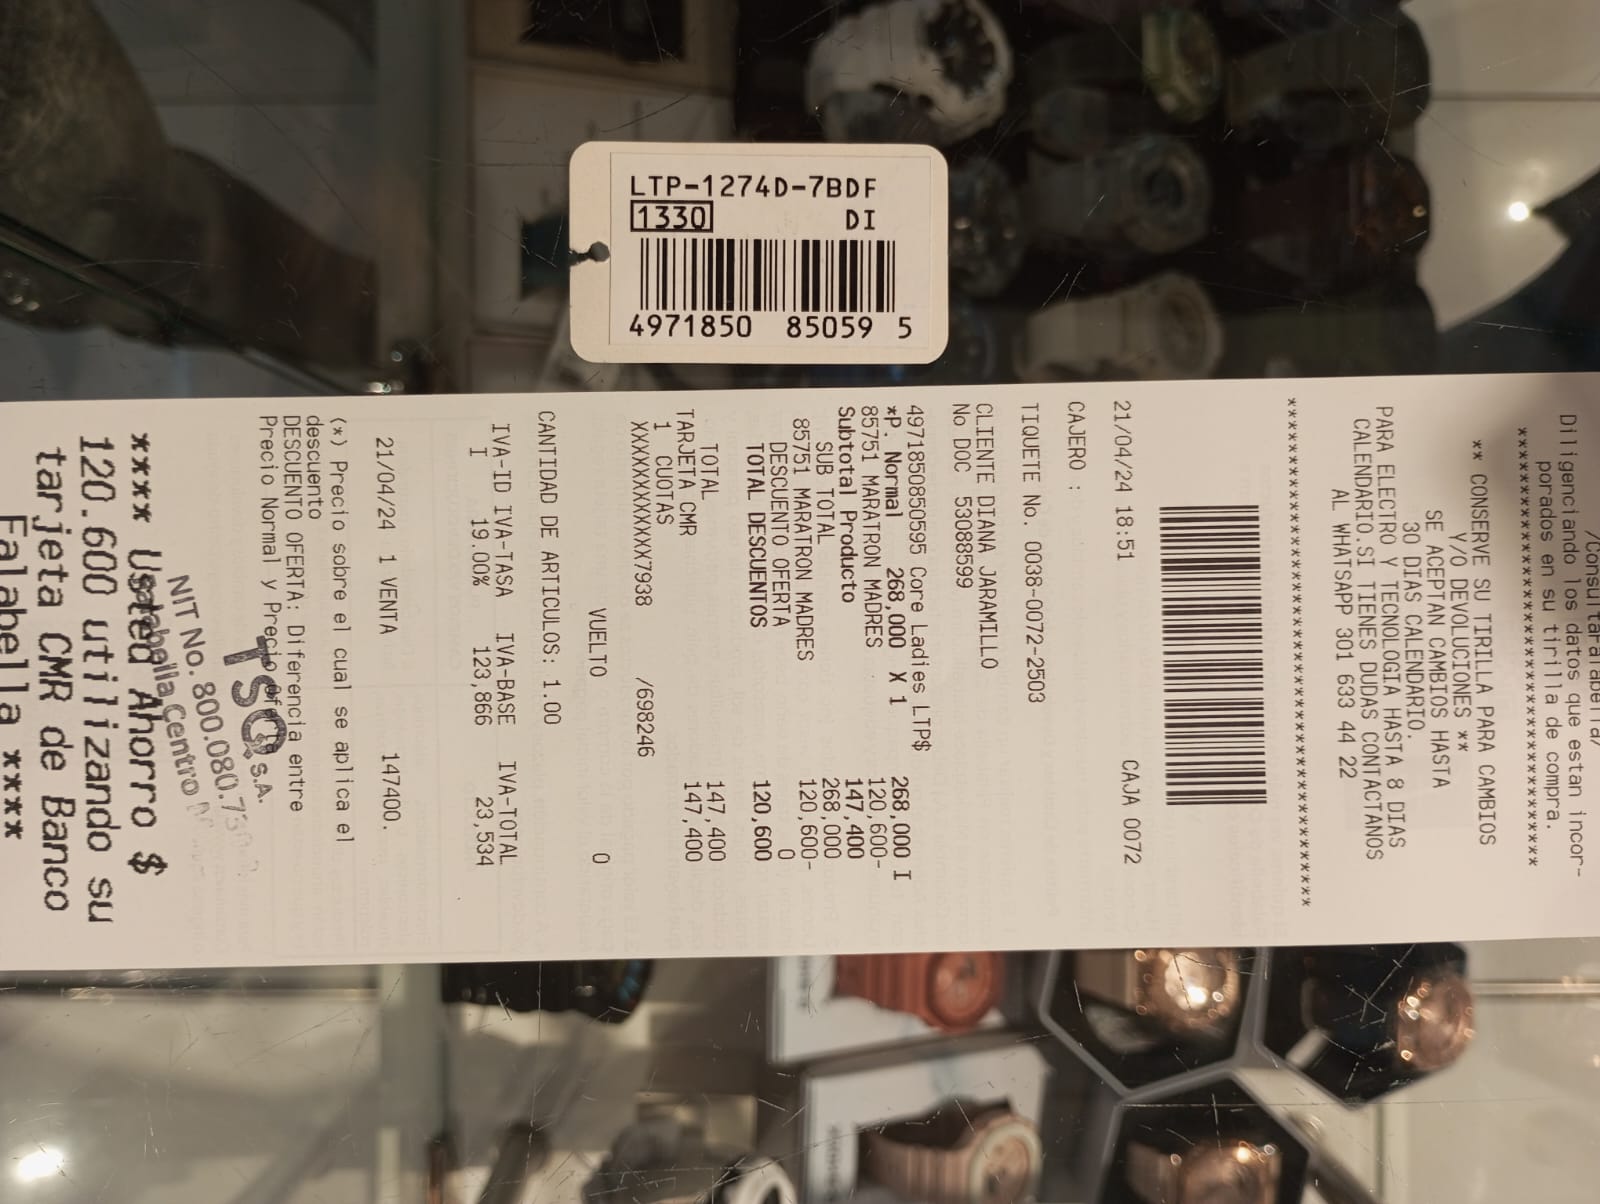 LTP-1274D-7BDF
1330 DI
4971850 85059 5
/ConsultaFalabella/
Diligenciando los datos que estan incor-
porados en su tirilla de compra.
****************************************
** CONSERVE SU TIRILLA PARA CAMBIOS
Y/O DEVOLUCIONES **
SE ACEPTAN CAMBIOS HASTA
30 DIAS CALENDARIO.
PARA ELECTRO Y TECNOLOGIA HASTA 8 DIAS
CALENDARIO.SI TIENES DUDAS CONTACTANOS
AL WHATSAPP 301 633 44 22
****************************************
21/04/24 18:51 CAJA 0072
CAJERO :
TIQUETE No. 0038-0072-2503
CLIENTE DIANA JARAMILLO
No DOC 53088599
4971850850595 Core Ladies LTP$
*P. Normal 268,000 X 1 268,000 I
85751 MARATRON MADRES 120,600-
Subtotal Producto 147,400
SUB TOTAL 268,000
85751 MARATRON MADRES 120,600-
DESCUENTO OFERTA 0
TOTAL DESCUENTOS 120,600
TOTAL 147,400
TARJETA CMR 147,400
1 CUOTAS
XXXXXXXXXXXX7938 /698246
VUELTO 0
CANTIDAD DE ARTICULOS: 1.00
IVA-ID IVA-TASA IVA-BASE IVA-TOTAL
I 19.00% 123,866 23,534
21/04/24 1 VENTA 147400.
(*) Precio sobre el cual se aplica el
descuento
DESCUENTO OFERTA: Diferencia entre
Precio Normal y Precio Oferta
TSC S.A.
NIT No. 800.080.
Falabella Centro
**** Usted Ahorro $
120.600 utilizando su
tarjeta CMR de Banco
Falabella ****